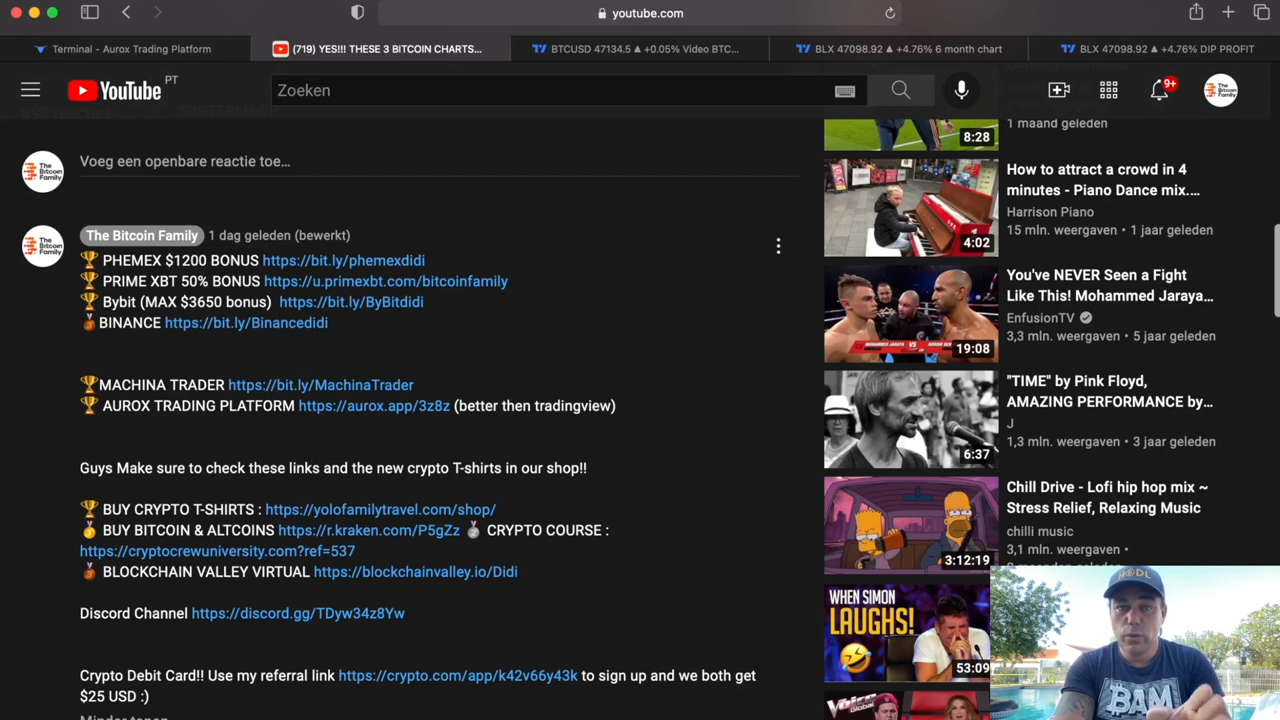 youtube.com
Terminal - Aurox Trading Platform
(719) YES!!! THESE 3 BITCOIN CHARTS...
BTCUSD 47134.5 ▲ +0.05% Video BTC...
BLX 47098.92 ▲ +4.76% 6 month chart
BLX 47098.92 ▲ +4.76% DIP PROFIT
YouTube PT
Zoeken
9+
The Bitcoin Family
Voeg een openbare reactie toe...
The Bitcoin Family
The Bitcoin Family 1 dag geleden (bewerkt)
🏆 PHEMEX $1200 BONUS https://bit.ly/phemexdidi
🏆 PRIME XBT 50% BONUS https://u.primexbt.com/bitcoinfamily
🏆 Bybit (MAX $3650 bonus) https://bit.ly/ByBitdidi
🥉BINANCE https://bit.ly/Binancedidi
🏆MACHINA TRADER https://bit.ly/MachinaTrader
🏆 AUROX TRADING PLATFORM https://aurox.app/3z8z (better then tradingview)
Guys Make sure to check these links and the new crypto T-shirts in our shop!!
🏆 BUY CRYPTO T-SHIRTS : https://yolofamilytravel.com/shop/
🥇 BUY BITCOIN & ALTCOINS https://r.kraken.com/P5gZz 🥈 CRYPTO COURSE :
https://cryptocrewuniversity.com?ref=537
🥉 BLOCKCHAIN VALLEY VIRTUAL https://blockchainvalley.io/Didi
Discord Channel https://discord.gg/TDyw34z8Yw
Crypto Debit Card!! Use my referral link https://crypto.com/app/k42v66y43k to sign up and we both get
$25 USD :)
Minder tonen
8:28
1 maand geleden
4:02
How to attract a crowd in 4
minutes - Piano Dance mix....
Harrison Piano
15 mln. weergaven • 1 jaar geleden
19:08
You've NEVER Seen a Fight
Like This! Mohammed Jaraya...
EnfusionTV
3,3 mln. weergaven • 5 jaar geleden
6:37
"TIME" by Pink Floyd,
AMAZING PERFORMANCE by...
J
1,3 mln. weergaven • 3 jaar geleden
3:12:19
Chill Drive - Lofi hip hop mix ~
Stress Relief, Relaxing Music
chilli music
3,1 mln. weergaven •
WHEN SIMON
LAUGHS!
53:09
Voice
Global
HODL
BAM